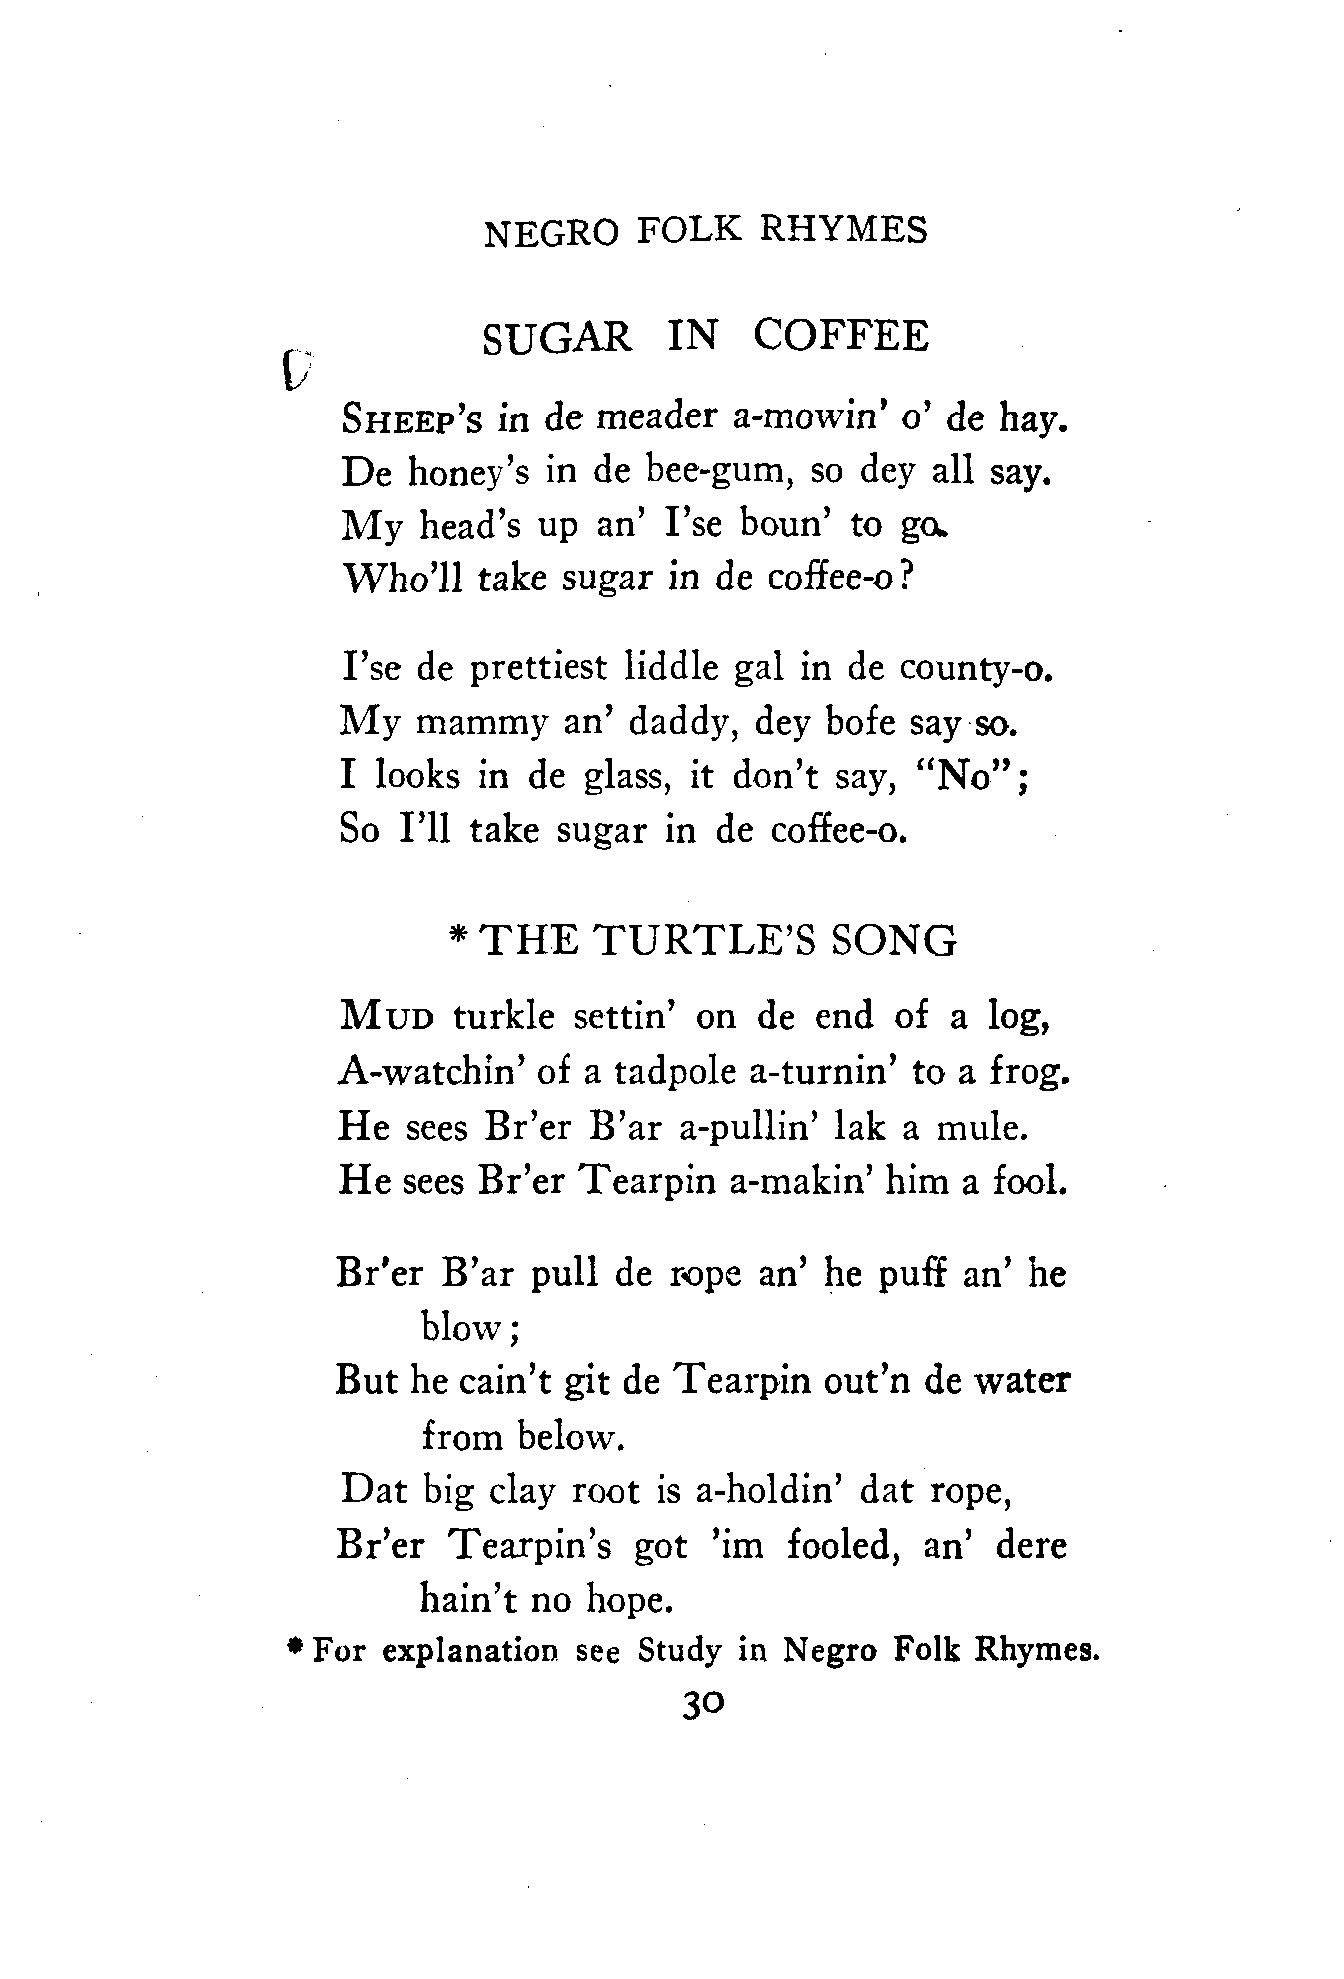 NEGRO FOLK RHYMES
SUGAR IN COFFEE
SHEEP'S in de meader a-mowin' o' de hay.
De honey's in de bee-gum, so dey all say.
My head's up an' I'se boun' to go.
Who'll take sugar in de coffee-o?
I'se de prettiest liddle gal in de county-o.
My mammy an' daddy, dey bofe say so.
I looks in de glass, it don't say, "No";
So I'll take sugar in de coffee-o.
* THE TURTLE'S SONG
MUD turkle settin' on de end of a log,
A-watchin' of a tadpole a-turnin' to a frog.
He sees Br'er B'ar a-pullin' lak a mule.
He sees Br'er Tearpin a-makin' him a fool.
Br'er B'ar pull de rope an' he puff an' he
blow;
But he cain't git de Tearpin out'n de water
from below.
Dat big clay root is a-holdin' dat rope,
Br'er Tearpin's got 'im fooled, an' dere
hain't no hope.
* For explanation see Study in Negro Folk Rhymes.
30